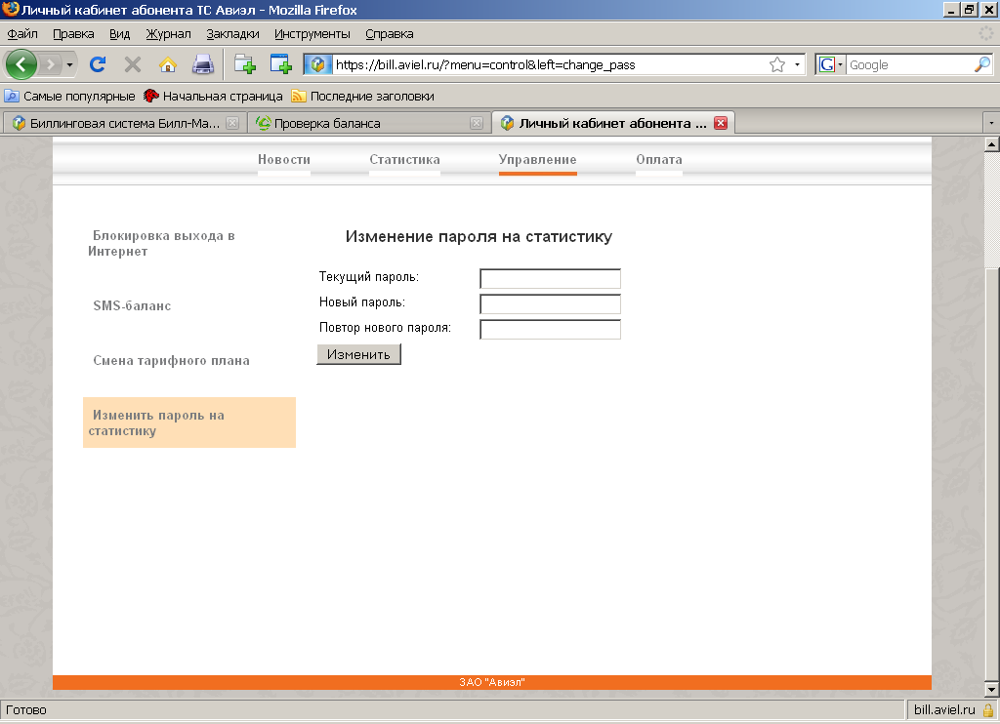 Личный кабинет абонента ТС Авиэл - Mozilla Firefox
Файл Правка Вид Журнал Закладки Инструменты Справка
https://bill.aviel.ru/?menu=control&left=change_pass
G Google
Самые популярные Начальная страница Последние заголовки
Биллинговая система Билл-Ма... Проверка баланса Личный кабинет абонента ...
Новости Статистика Управление Оплата
Блокировка выхода в
Интернет
SMS-баланс
Смена тарифного плана
Изменить пароль на
статистику
Изменение пароля на статистику
Текущий пароль:
Новый пароль:
Повтор нового пароля:
Изменить
ЗАО "Авиэл"
Готово
bill.aviel.ru